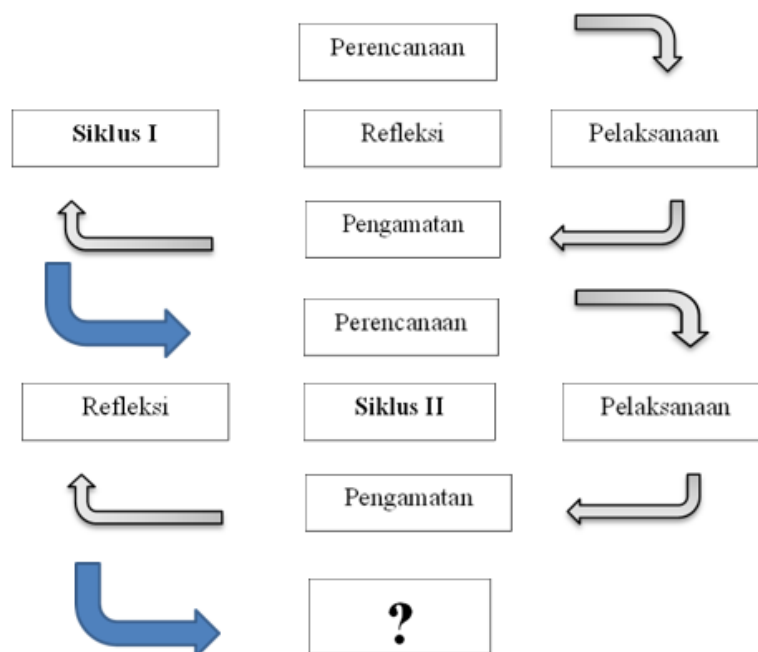 Perencanaan
Siklus I
Refleksi
Pelaksanaan
Pengamatan
Perencanaan
Refleksi
Siklus II
Pelaksanaan
Pengamatan
?